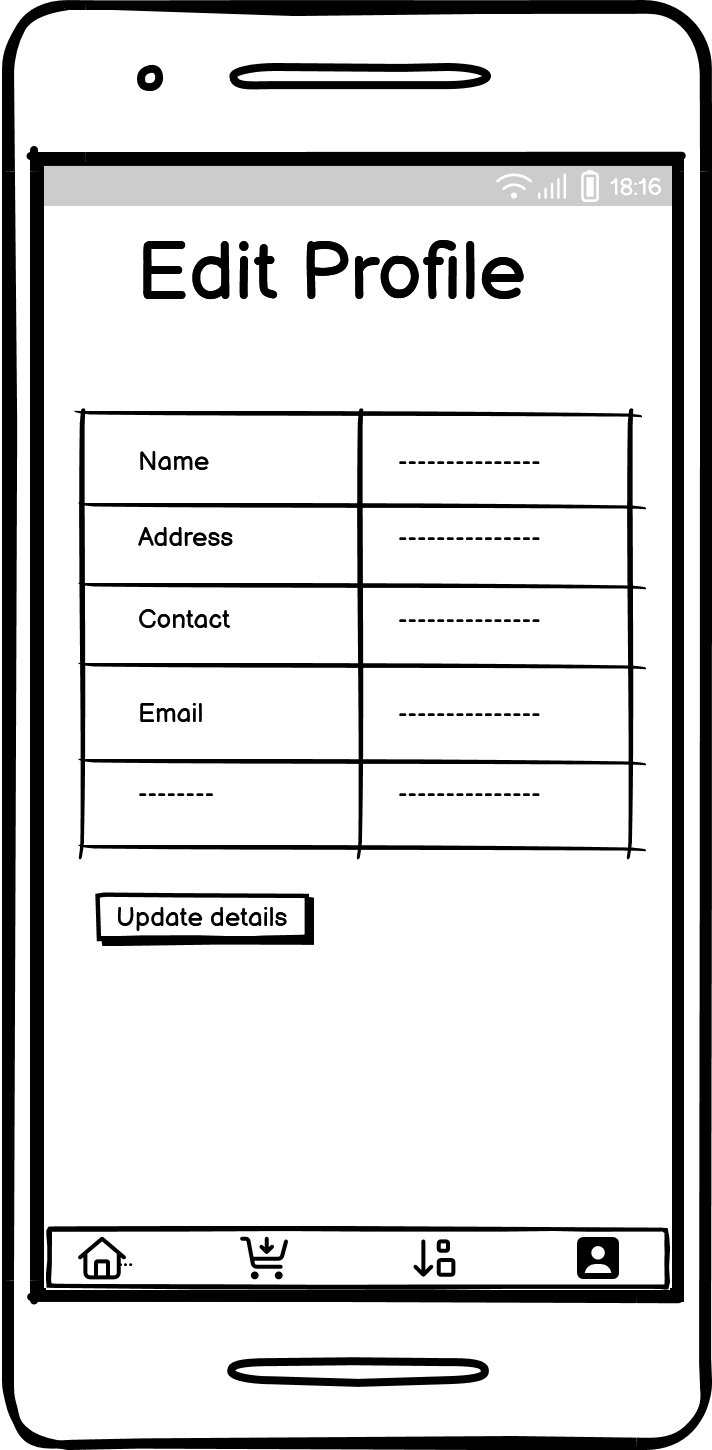 18:16
Edit Profile
Name ---------------
Address ---------------
Contact ---------------
Email ---------------
-------- ---------------
Update details
...